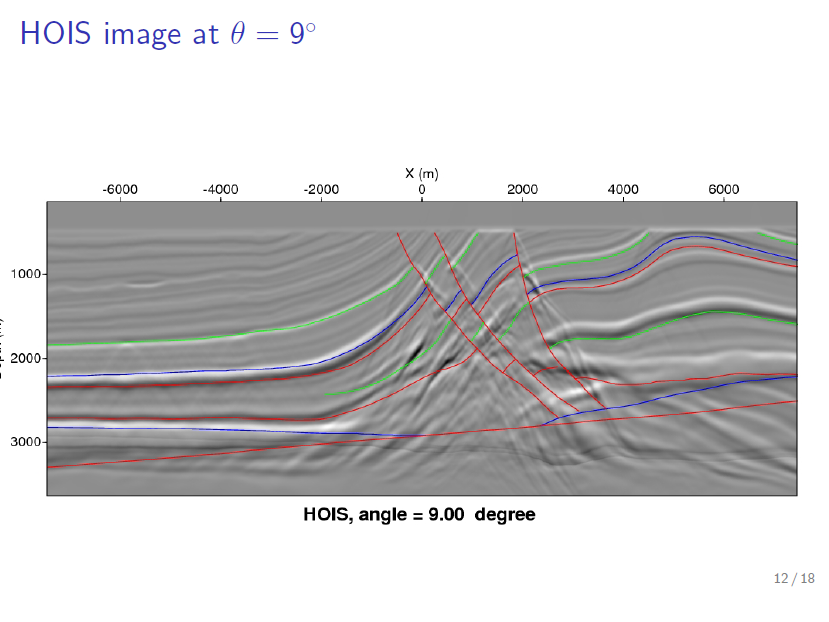 HOIS image at θ = 9°
X (m)
-6000 -4000 -2000 0 2000 4000 6000
1000
2000
3000
HOIS, angle = 9.00 degree
12 / 18